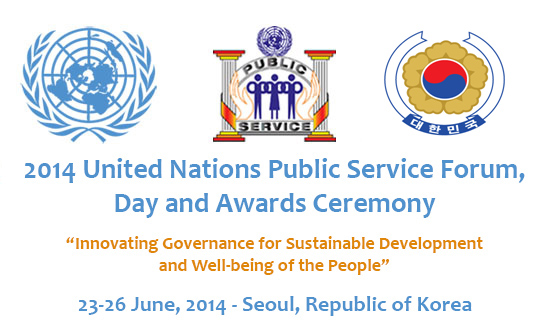 PUBLIC
SERVICE
대한민국
2014 United Nations Public Service Forum,
Day and Awards Ceremony
“Innovating Governance for Sustainable Development
and Well-being of the People”
23-26 June, 2014 - Seoul, Republic of Korea